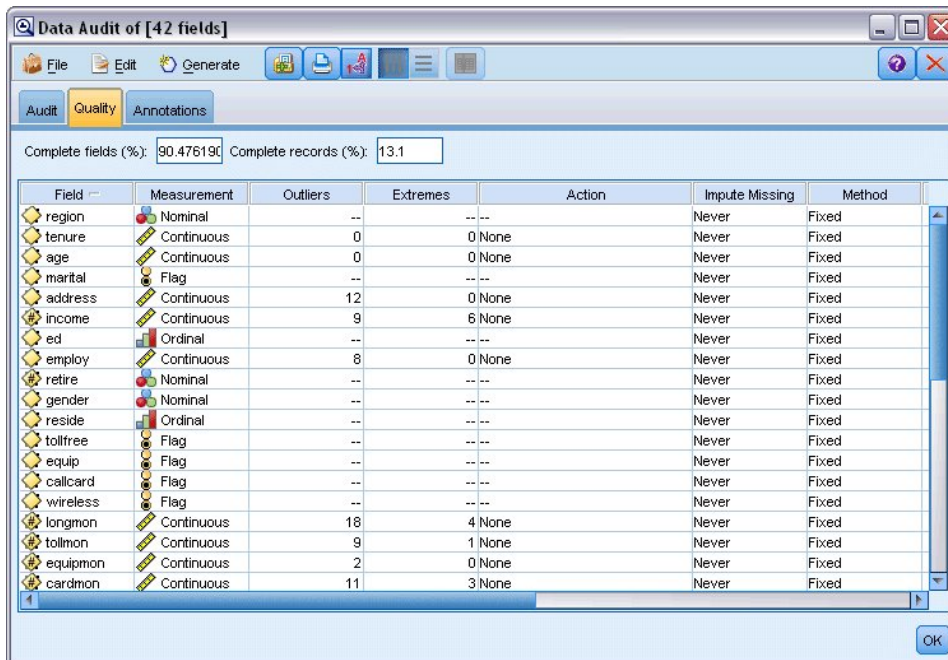 Data Audit of [42 fields]
File Edit Generate
Audit Quality Annotations
Complete fields (%): 90.476190 Complete records (%): 13.1
Field Measurement Outliers Extremes Action Impute Missing Method
region Nominal -- -- -- Never Fixed
tenure Continuous 0 0 None Never Fixed
age Continuous 0 0 None Never Fixed
marital Flag -- -- -- Never Fixed
address Continuous 12 0 None Never Fixed
income Continuous 9 6 None Never Fixed
ed Ordinal -- -- -- Never Fixed
employ Continuous 8 0 None Never Fixed
retire Nominal -- -- -- Never Fixed
gender Nominal -- -- -- Never Fixed
reside Ordinal -- -- -- Never Fixed
tollfree Flag -- -- -- Never Fixed
equip Flag -- -- -- Never Fixed
callcard Flag -- -- -- Never Fixed
wireless Flag -- -- -- Never Fixed
longmon Continuous 18 4 None Never Fixed
tollmon Continuous 9 1 None Never Fixed
equipmon Continuous 2 0 None Never Fixed
cardmon Continuous 11 3 None Never Fixed
OK